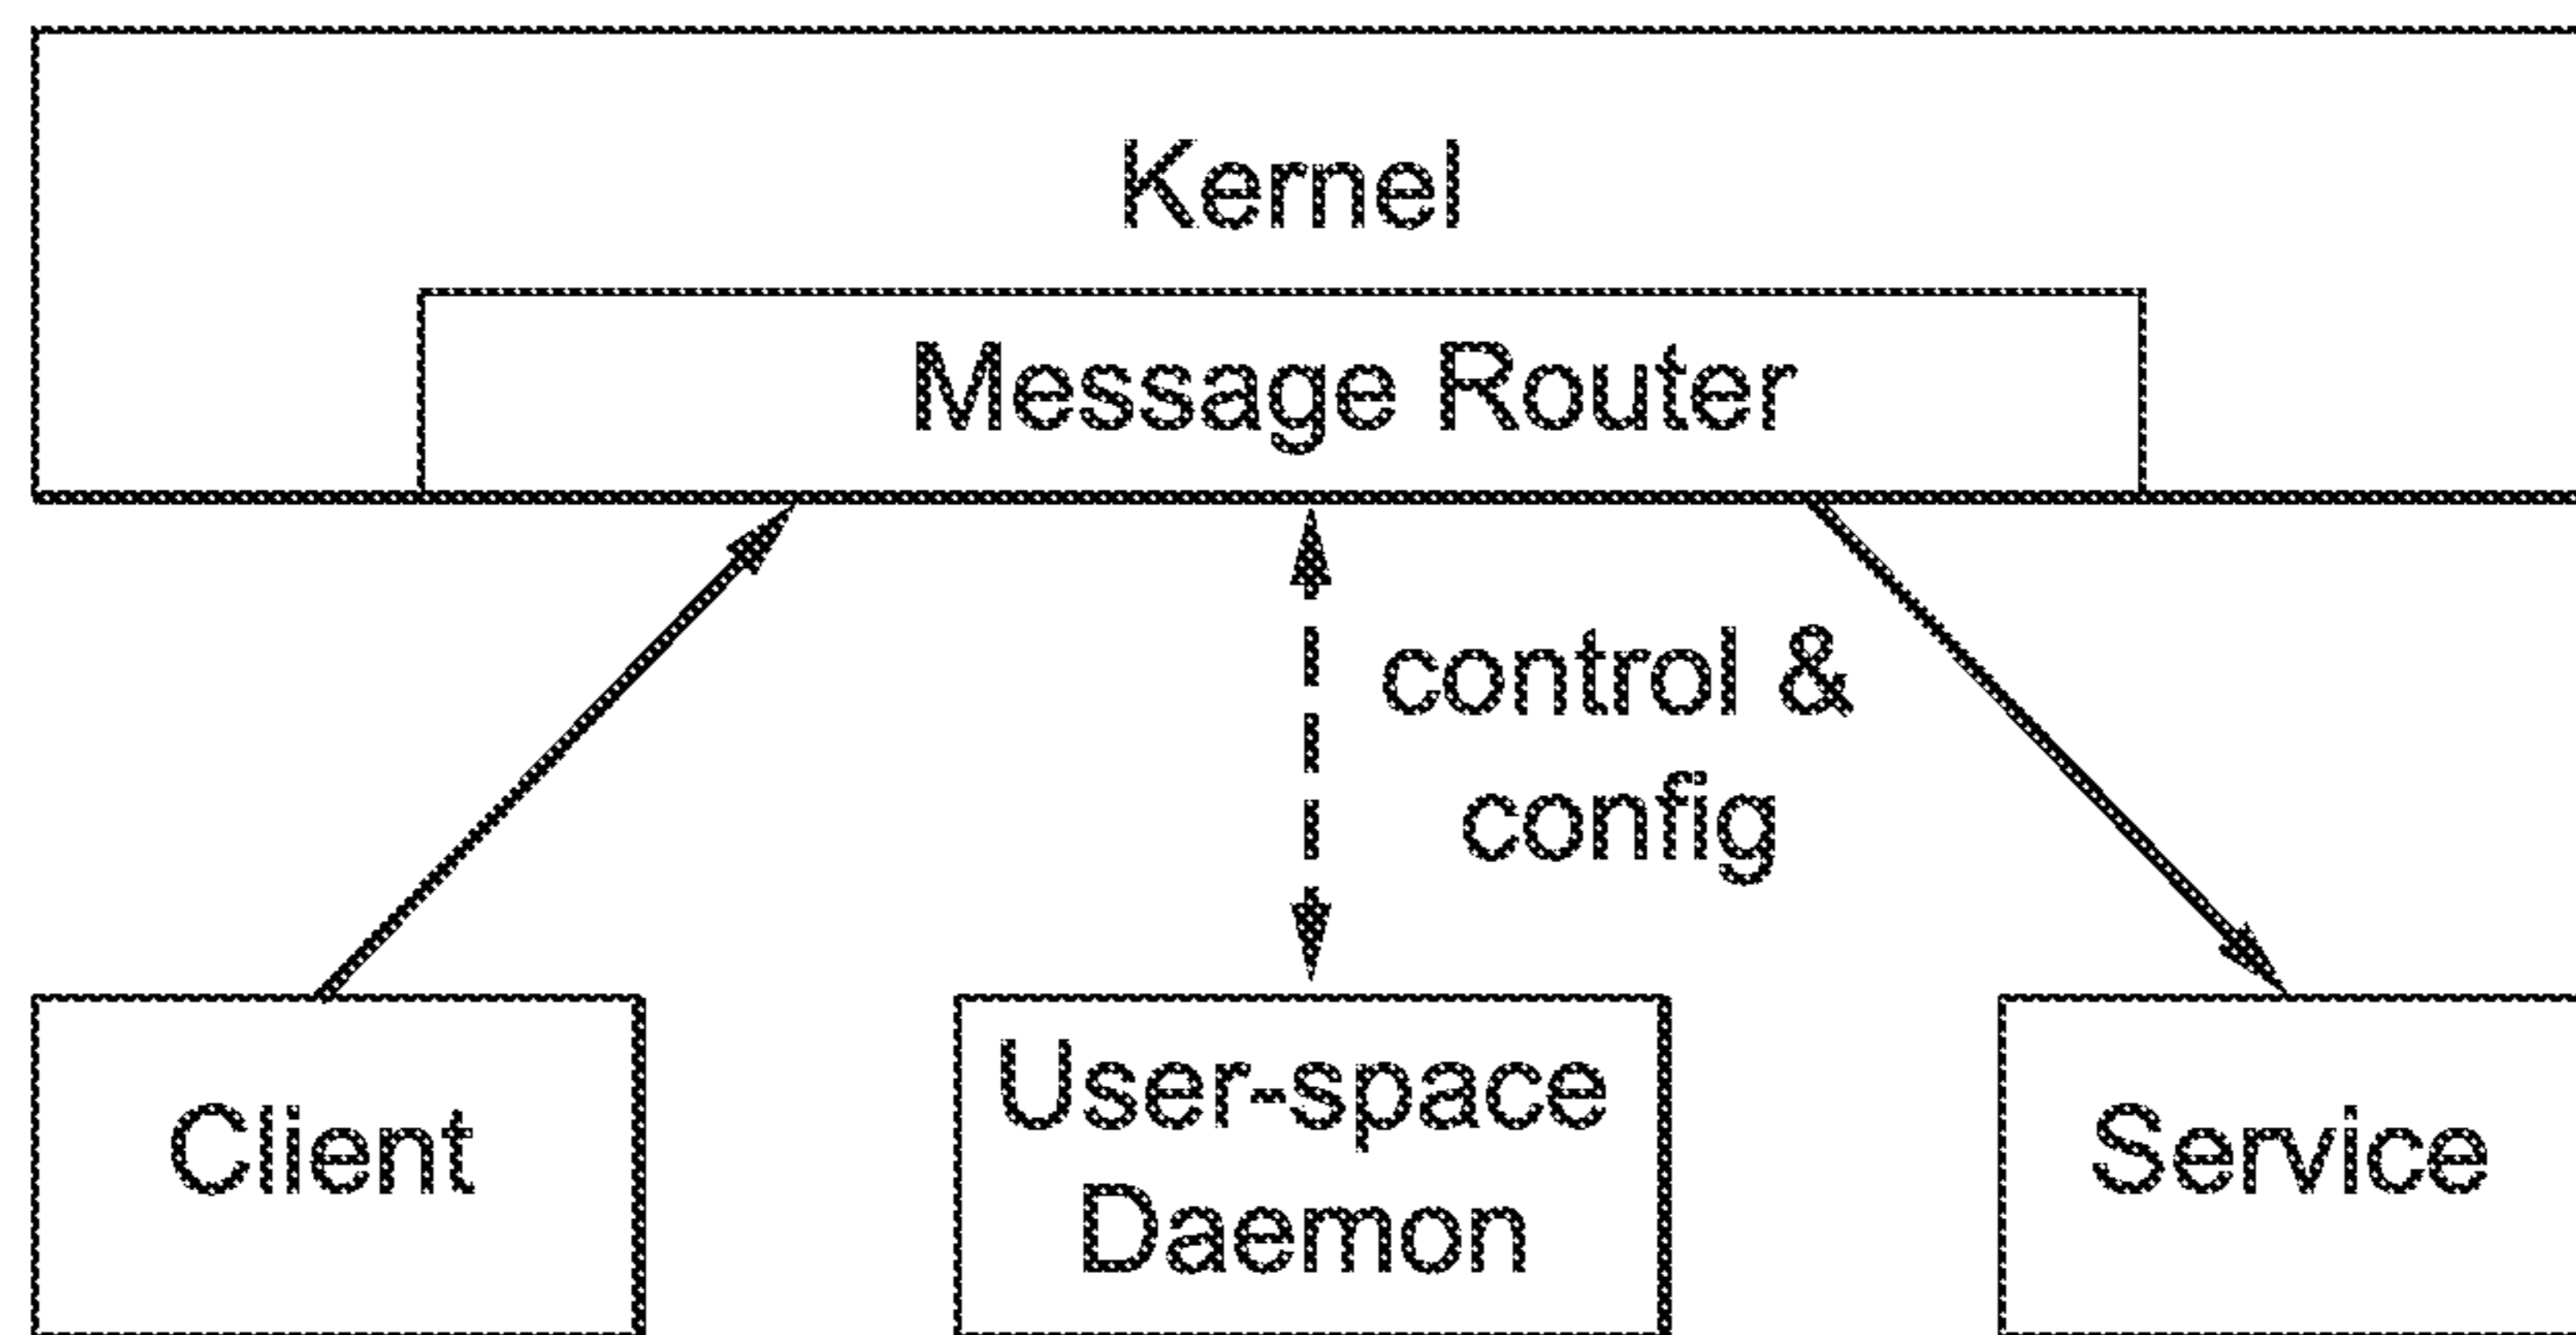 Kernel
Message Router
control &
config
Client
User-space
Daemon
Service